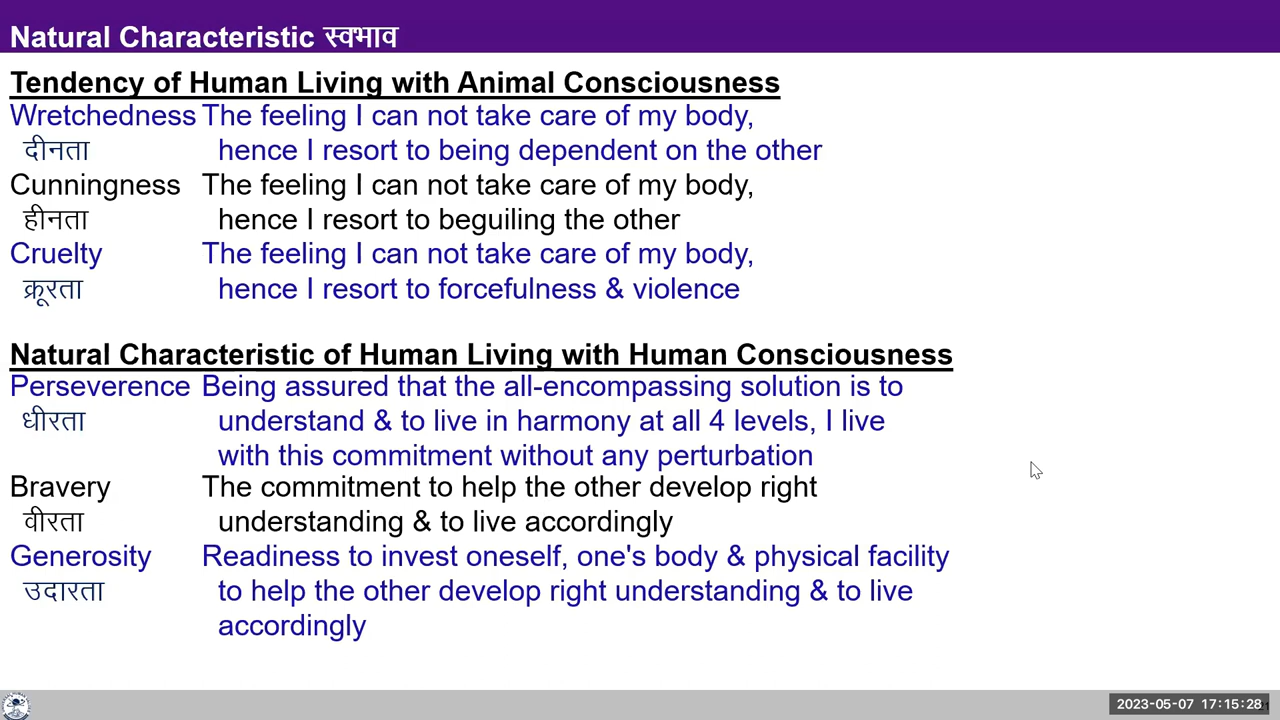 Natural Characteristic स्वभाव
Tendency of Human Living with Animal Consciousness
Wretchedness The feeling I can not take care of my body,
दीनता hence I resort to being dependent on the other
Cunningness The feeling I can not take care of my body,
हीनता hence I resort to beguiling the other
Cruelty The feeling I can not take care of my body,
क्रूरता hence I resort to forcefulness & violence
Natural Characteristic of Human Living with Human Consciousness
Perseverence Being assured that the all-encompassing solution is to
धीरता understand & to live in harmony at all 4 levels, I live
with this commitment without any perturbation
Bravery The commitment to help the other develop right
वीरता understanding & to live accordingly
Generosity Readiness to invest oneself, one's body & physical facility
उदारता to help the other develop right understanding & to live
accordingly
2023-05-07 17:15:28